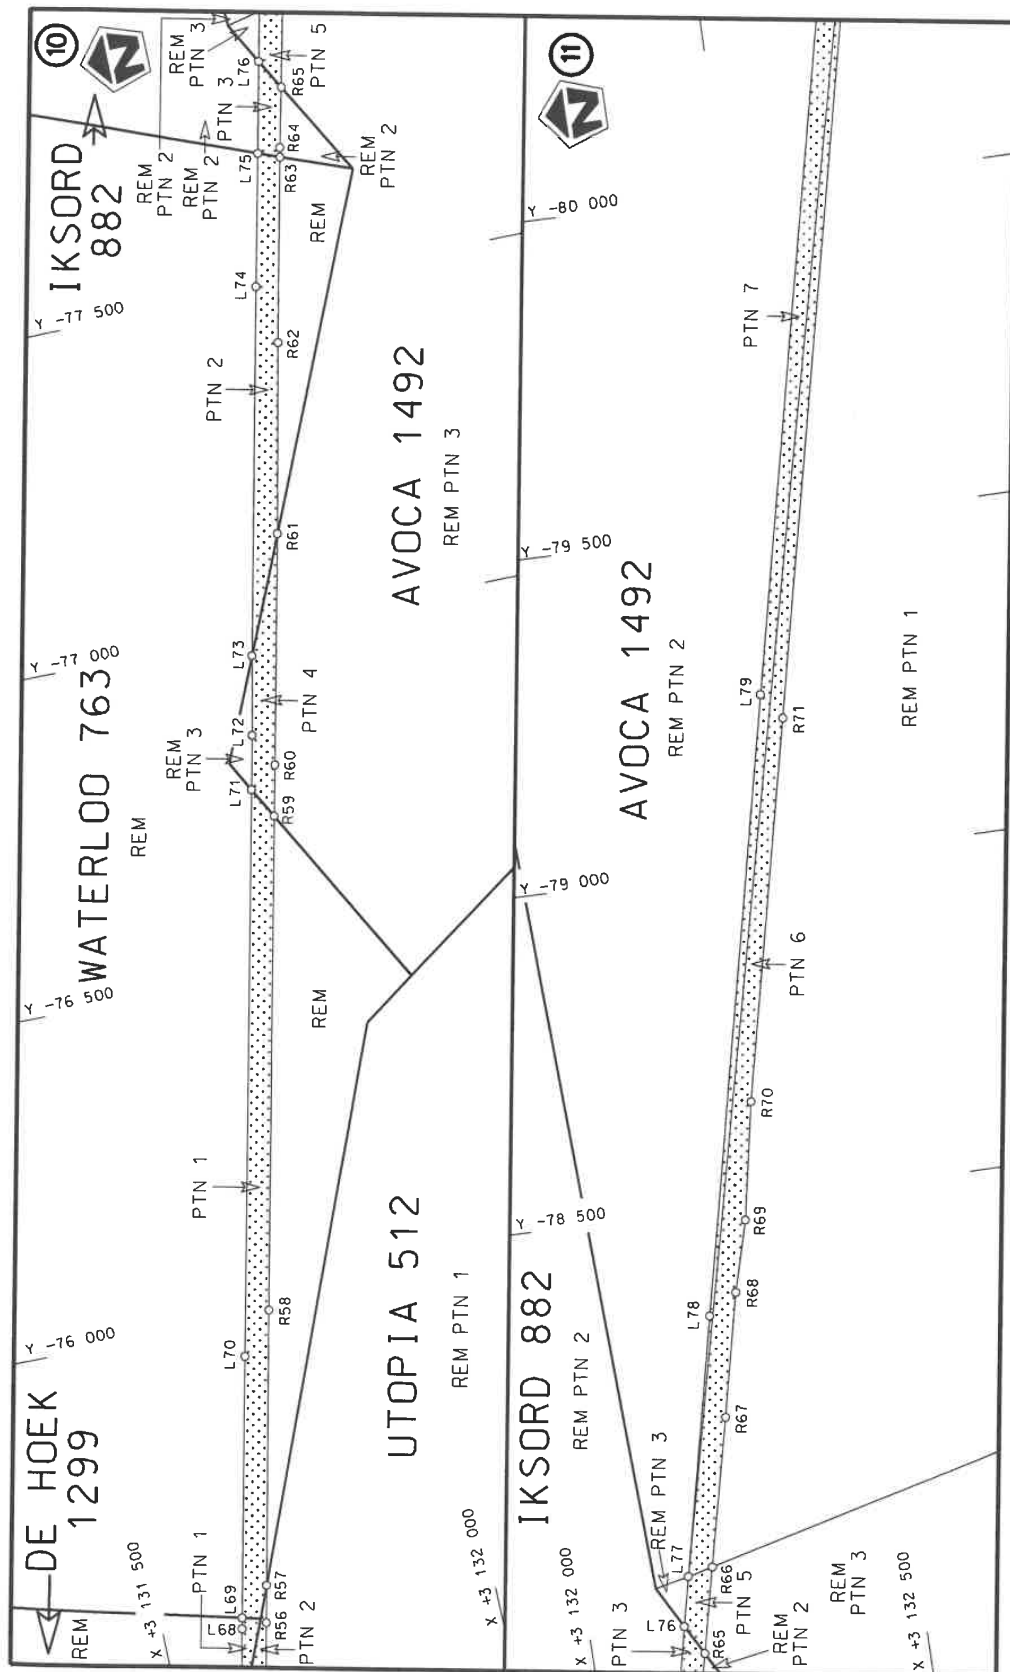 DE HOEK
1299
REM
X +3 131 500
PTN 1
L69
L68
R56
R57
PTN 2
Y -76 000
L70
R58
PTN 1
UTOPIA 512
REM PTN 1
X +3 132 000
Y -76 500
REM
WATERLOO 763
REM
REM
PTN 3
L71
L72
L73
R59
R60
PTN 4
R61
Y -77 000
AVOCA 1492
REM PTN 3
PTN 2
R62
L74
Y -77 500
IKSORD
882
REM
PTN 2
REM
PTN 2
REM
PTN 3
PTN 3
L75
L76
R63
R64
R65
PTN 5
REM
REM
PTN 2
10
N
IKSORD 882
REM PTN 2
X +3 132 000
PTN 3
REM PTN 3
L76
L77
R65
R66
PTN 5
REM
PTN 2
REM
PTN 3
X +3 132 500
Y -78 500
L78
R67
R68
R69
R70
Y -79 000
PTN 6
AVOCA 1492
REM PTN 2
L79
R71
REM PTN 1
Y -79 500
PTN 7
Y -80 000
11
N